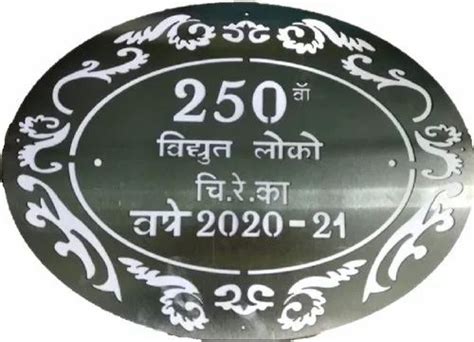 250वाॅ
विद्युत लोको
चि.रे.का
वर्ष 2020-21